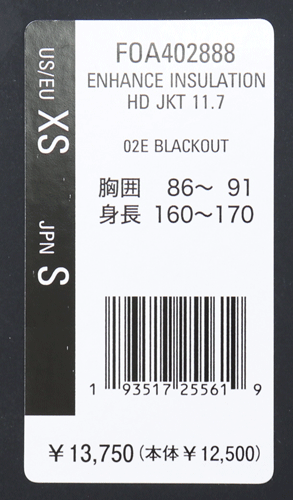 US/EU XS
JPN S
FOA402888
ENHANCE INSULATION
HD JKT 11.7
02E BLACKOUT
胸囲 86～ 91
身長 160～170
1 93517 25561 9
￥13,750(本体￥12,500)